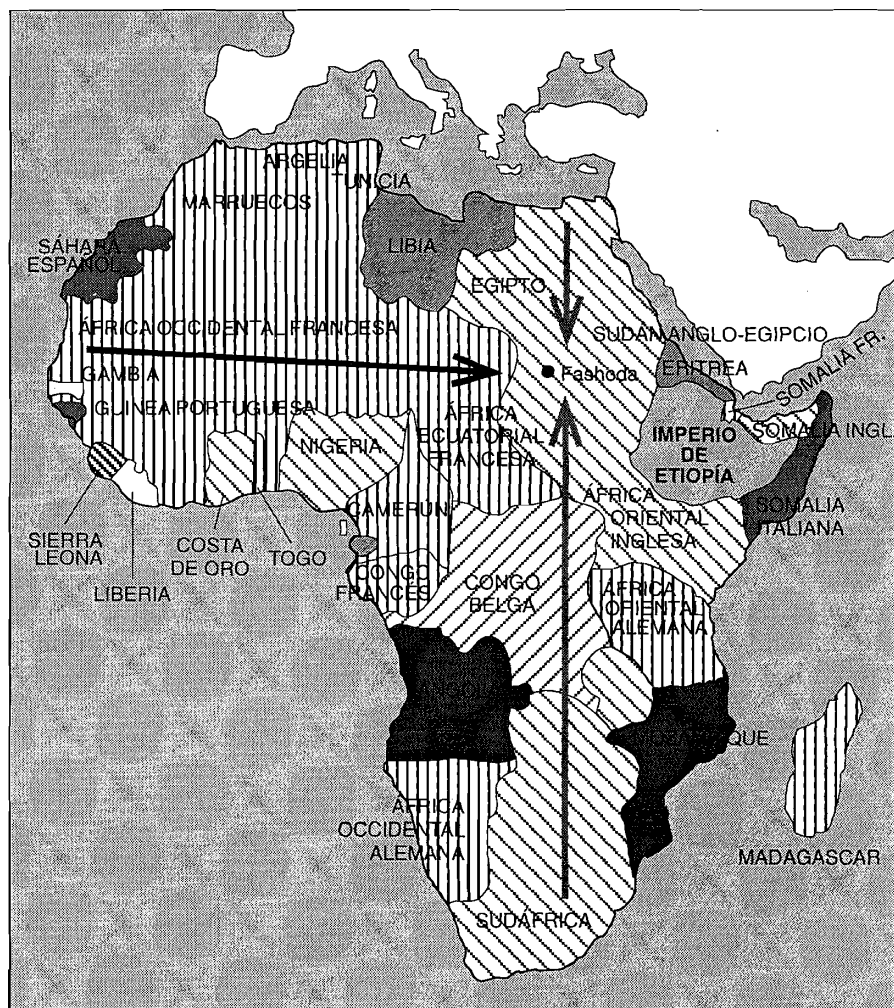 ARGELIA
TUNICIA
MARRUECOS
SÁHARA
ESPAÑOL
LIBIA
EGIPTO
ÁFRICA OCCIDENTAL FRANCESA
SUDÁN ANGLO-EGIPCIO
GAMBIA
Fashoda
ERITREA
SOMALIA FR.
GUINEA PORTUGUESA
ÁFRICA
ECUATORIAL
FRANCESA
NIGERIA
IMPERIO
DE
ETIOPÍA
SOMALIA INGL.
SIERRA
LEONA
LIBERIA
COSTA
DE ORO
TOGO
CAMERÚN
ÁFRICA
ORIENTAL
INGLESA
SOMALIA
ITALIANA
CONGO
FRANCÉS
CONGO
BELGA
ÁFRICA
ORIENTAL
ALEMANA
ANGOLA
ÁFRICA
OCCIDENTAL
ALEMANA
MADAGASCAR
SUDÁFRICA